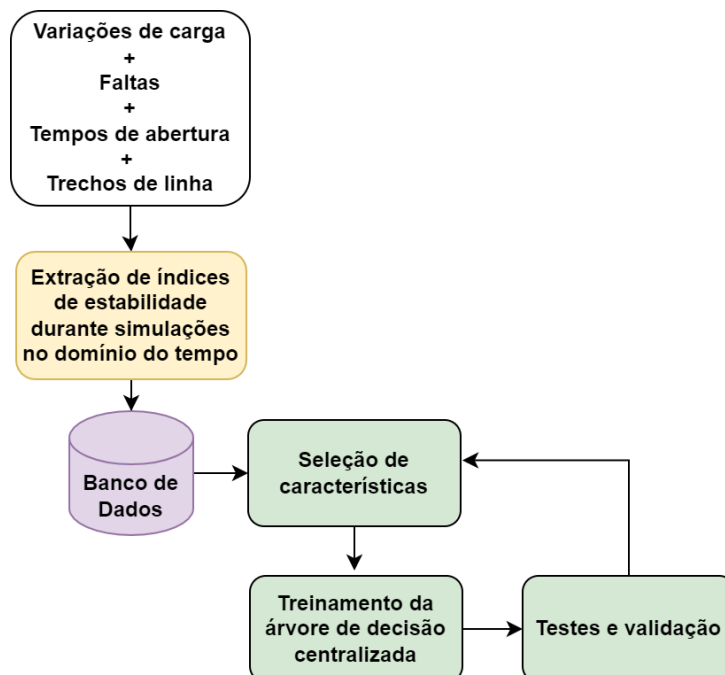 Variações de carga
+
Faltas
+
Tempos de abertura
+
Trechos de linha
Extração de índices
de estabilidade
durante simulações
no domínio do tempo
Banco de
Dados
Seleção de
características
Treinamento da
árvore de decisão
centralizada
Testes e validação